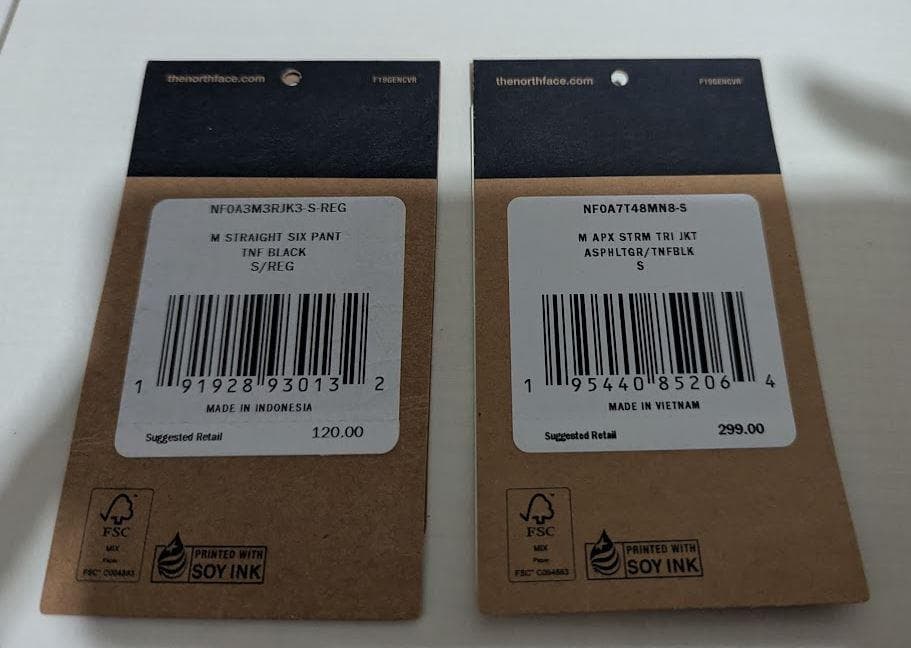 thenorthface.com
F19GENCVR
NF0A3M3RJK3-S-REG
M STRAIGHT SIX PANT
TNF BLACK
S/REG
1 91928 93013 2
MADE IN INDONESIA
Suggested Retail 120.00
FSC
MIX
Paper
PRINTED WITH
SOY INK
thenorthface.com
F19GENCVR
NF0A7T48MN8-S
M APX STRM TRI JKT
ASPHLTGR/TNFBLK
S
1 95440 85206 4
MADE IN VIETNAM
Suggested Retail 299.00
FSC
MIX
Paper
PRINTED WITH
SOY INK